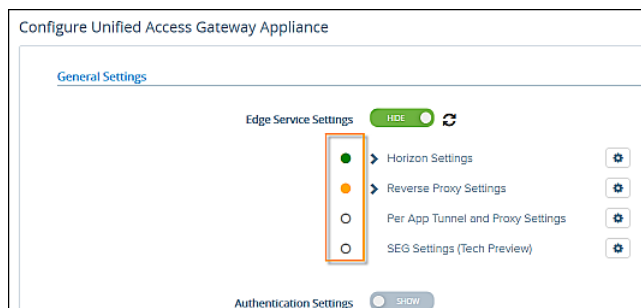 Configure Unified Access Gateway Appliance
General Settings
Edge Service Settings HIDE
Horizon Settings
Reverse Proxy Settings
Per App Tunnel and Proxy Settings
SEG Settings (Tech Preview)
Authentication Settings SHOW